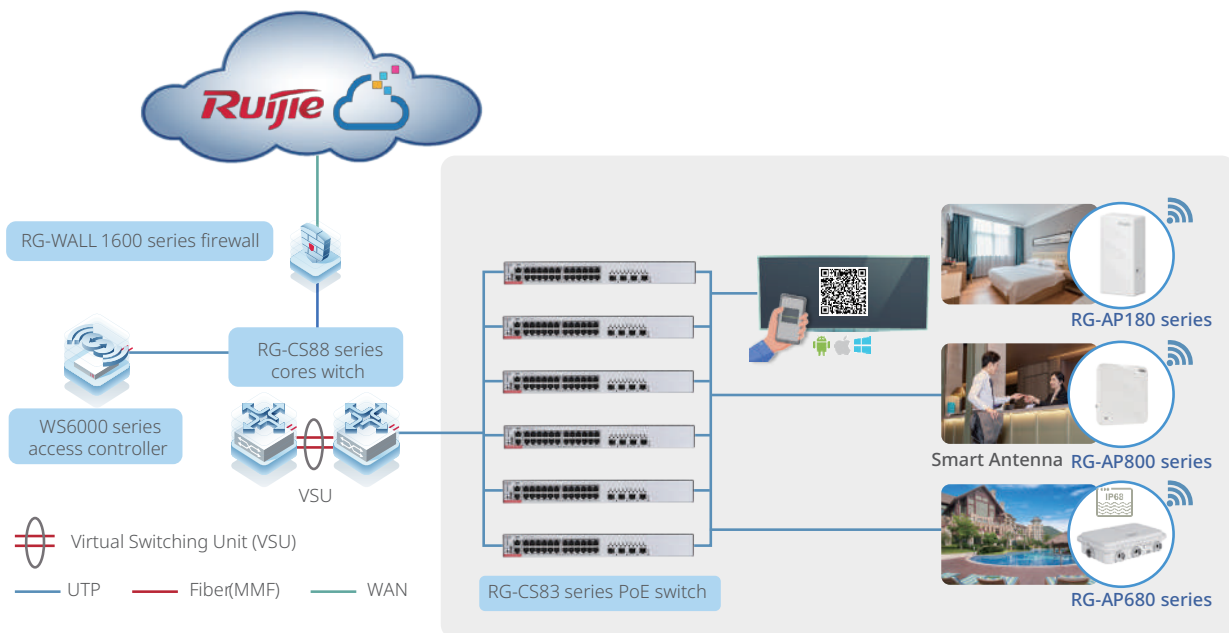 Ruijie
RG-WALL 1600 series firewall
RG-CS88 series
cores witch
WS6000 series
access controller
VSU
Virtual Switching Unit (VSU)
UTP
Fiber(MMF)
WAN
RG-CS83 series PoE switch
RG-AP180 series
Smart Antenna
RG-AP800 series
IP68
RG-AP680 series